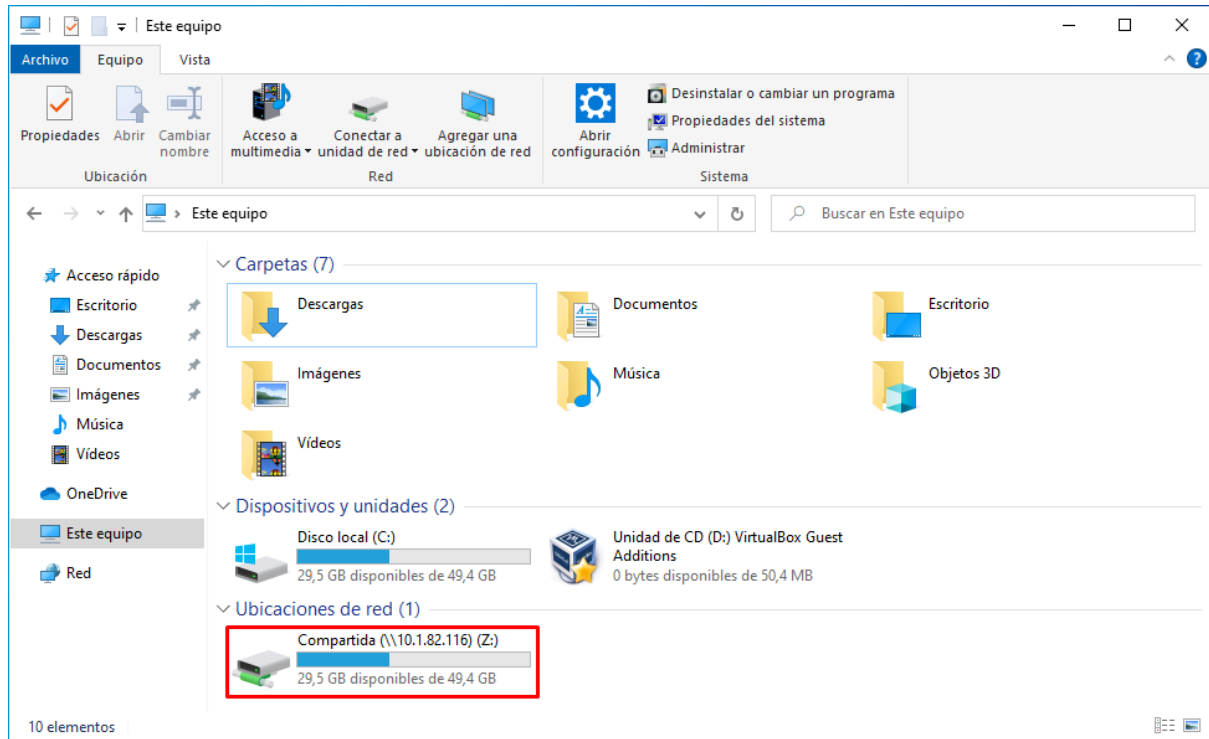 Este equipo
Archivo Equipo Vista
Propiedades Abrir Cambiar nombre
Acceso a multimedia Conectar a unidad de red Agregar una ubicación de red
Abrir configuración
Desinstalar o cambiar un programa
Propiedades del sistema
Administrar
Ubicación Red Sistema
Este equipo
Buscar en Este equipo
Acceso rápido
Escritorio
Descargas
Documentos
Imágenes
Música
Vídeos
OneDrive
Este equipo
Red
Carpetas (7)
Descargas
Documentos
Escritorio
Imágenes
Música
Objetos 3D
Vídeos
Dispositivos y unidades (2)
Disco local (C:)
29,5 GB disponibles de 49,4 GB
Unidad de CD (D:) VirtualBox Guest
Additions
0 bytes disponibles de 50,4 MB
Ubicaciones de red (1)
Compartida (\\10.1.82.116) (Z:)
29,5 GB disponibles de 49,4 GB
10 elementos